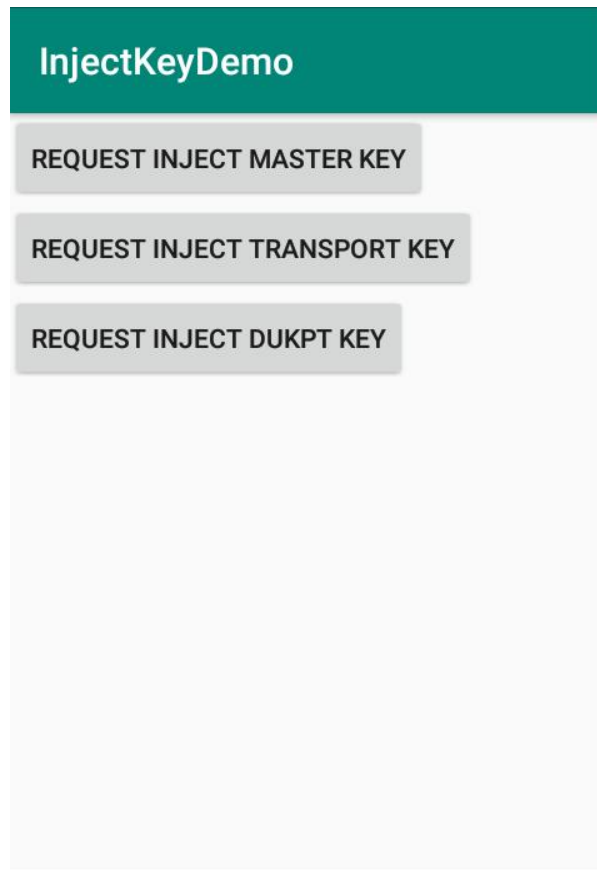 InjectKeyDemo
REQUEST INJECT MASTER KEY
REQUEST INJECT TRANSPORT KEY
REQUEST INJECT DUKPT KEY